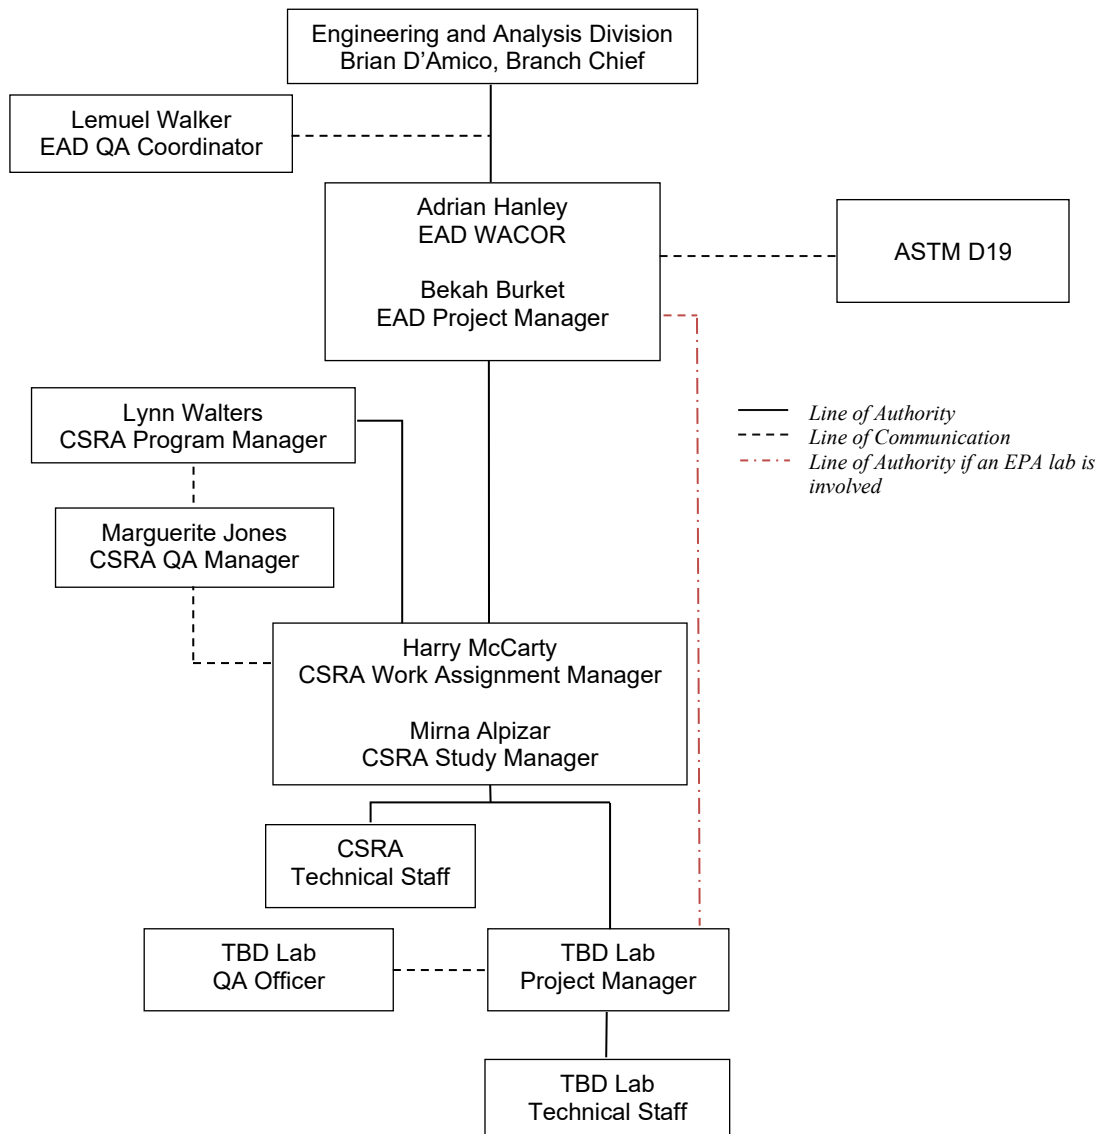 Engineering and Analysis Division
Brian D’Amico, Branch Chief
Lemuel Walker
EAD QA Coordinator
Adrian Hanley
EAD WACOR
Bekah Burket
EAD Project Manager
ASTM D19
Lynn Walters
CSRA Program Manager
Line of Authority
Line of Communication
Line of Authority if an EPA lab is
involved
Marguerite Jones
CSRA QA Manager
Harry McCarty
CSRA Work Assignment Manager
Mirna Alpizar
CSRA Study Manager
CSRA
Technical Staff
TBD Lab
QA Officer
TBD Lab
Project Manager
TBD Lab
Technical Staff